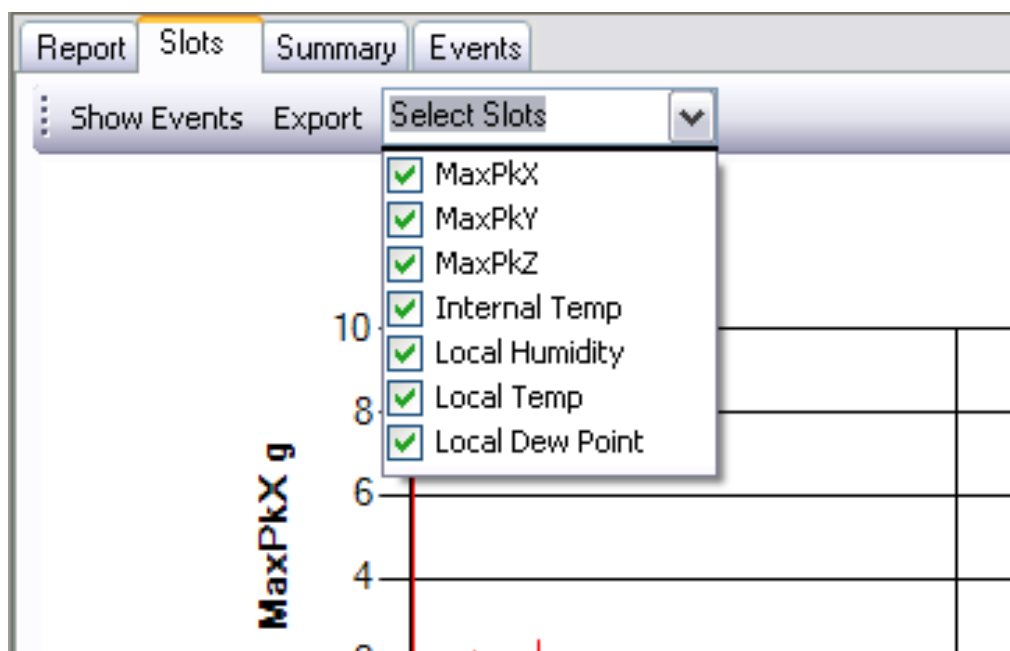 Report Slots Summary Events
Show Events Export Select Slots
MaxPkX
MaxPkY
MaxPkZ
Internal Temp
Local Humidity
Local Temp
Local Dew Point
10
8
6
4
MaxPkX g